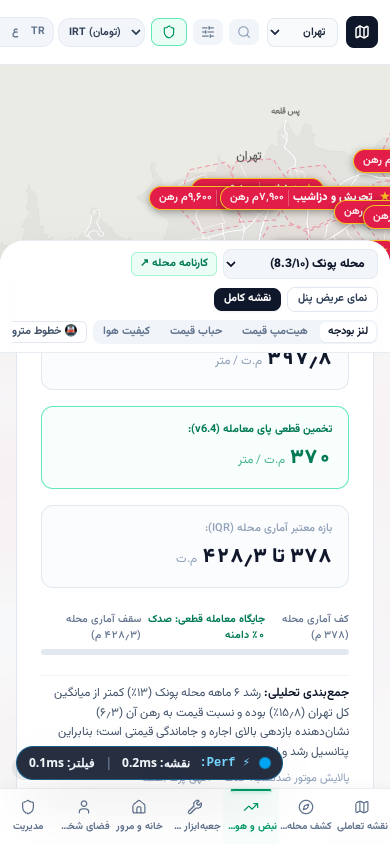 تهران
IRT (تومان)
TR
ع
پس قلعه
تهران
م رهن
۹٬۶۰۰م رهن
۷٬۹۰۰م رهن
تجریش و دزاشیب ★
رهن
رهن
محله پونک (8.3/۱۰)
کارنامه محله ↗
نمای عریض پنل
نقشه کامل
لنز بودجه
هیت‌مپ قیمت
حباب قیمت
کیفیت هوا
🚇 خطوط مترو
۳۹۷٫۸ م.ت / متر
تخمین قطعی پای معامله (v6.4):
۳۷۰ م.ت / متر
بازه معتبر آماری محله (IQR):
۳۷۸ تا ۴۲۸٫۳ م.ت
کف آماری محله
(۳۷۸ م)
جایگاه معامله قطعی: صدک
۰٪ دامنه
سقف آماری محله
(۴۲۸٫۳ م)
جمع‌بندی تحلیلی: رشد ۶ ماهه محله پونک (۱۳٪) کمتر از میانگین
کل تهران (۱۵٫۸٪) بوده و نسبت قیمت به رهن آن (۶٫۳)
نشان‌دهنده بازدهی بالای اجاره و جاماندگی قیمتی است؛ بنابراین
پتانسیل رشد و
⚡ Perf:
نقشه: 0.2ms
|
فیلتر: 0.1ms
نقشه تعاملی
کشف محله...
نبض و هو...
جعبه‌ابزار ...
خانه و مرور
فضای شخ...
مدیریت